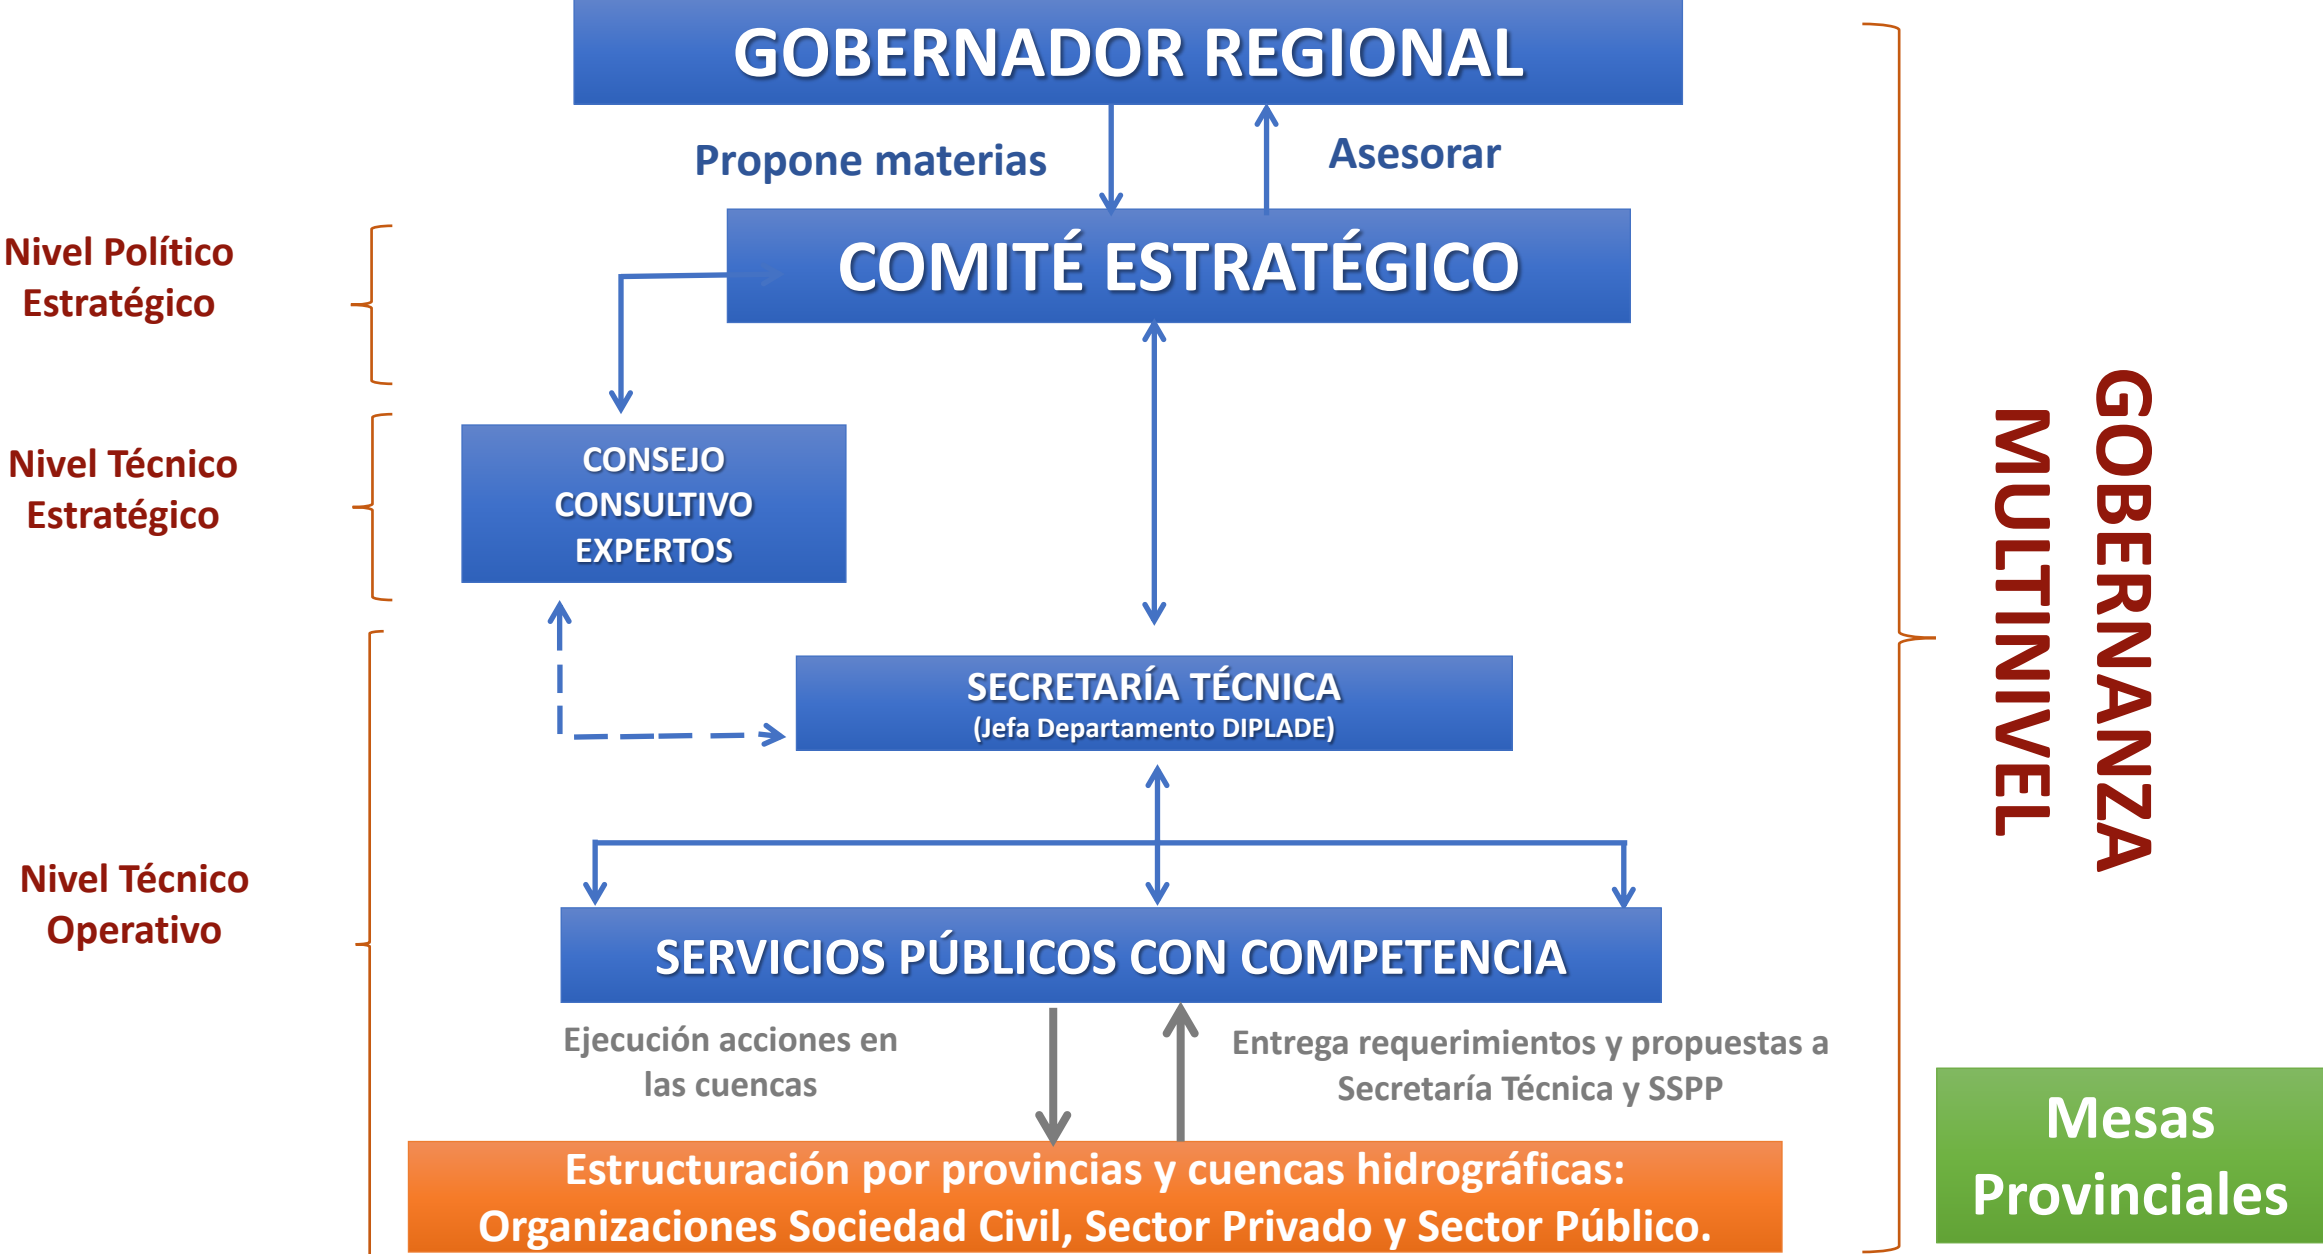 GOBERNADOR REGIONAL
Propone materias
Asesorar
Nivel Político
Estratégico
COMITÉ ESTRATÉGICO
Nivel Técnico
Estratégico
CONSEJO
CONSULTIVO
EXPERTOS
GOBERNANZA
MULTINIVEL
SECRETARÍA TÉCNICA
(Jefa Departamento DIPLADE)
Nivel Técnico
Operativo
SERVICIOS PÚBLICOS CON COMPETENCIA
Ejecución acciones en
las cuencas
Entrega requerimientos y propuestas a
Secretaría Técnica y SSPP
Estructuración por provincias y cuencas hidrográficas:
Organizaciones Sociedad Civil, Sector Privado y Sector Público.
Mesas
Provinciales